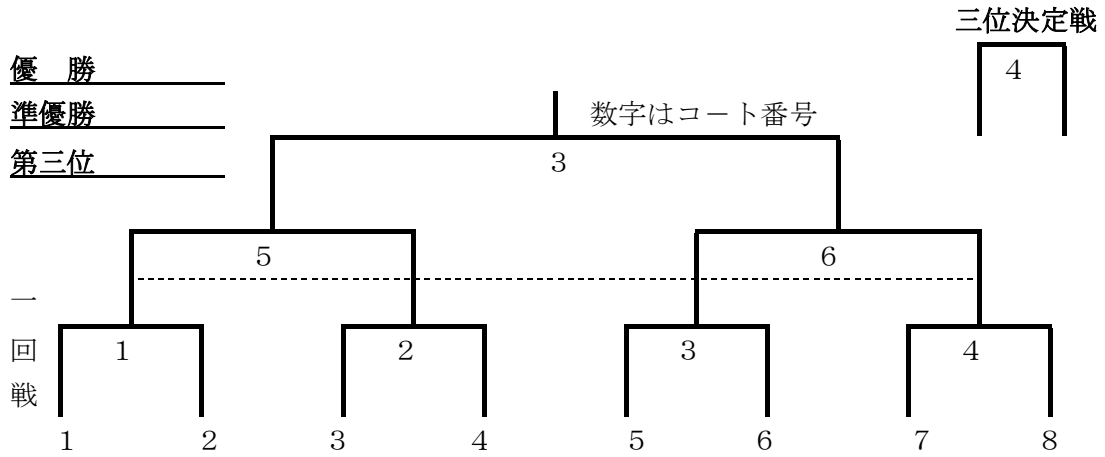 三位決定戦
４
優　勝
準優勝
第三位
数字はコート番号
３
５
６
一回戦
１
２
３
４
１
２
３
４
５
６
７
８